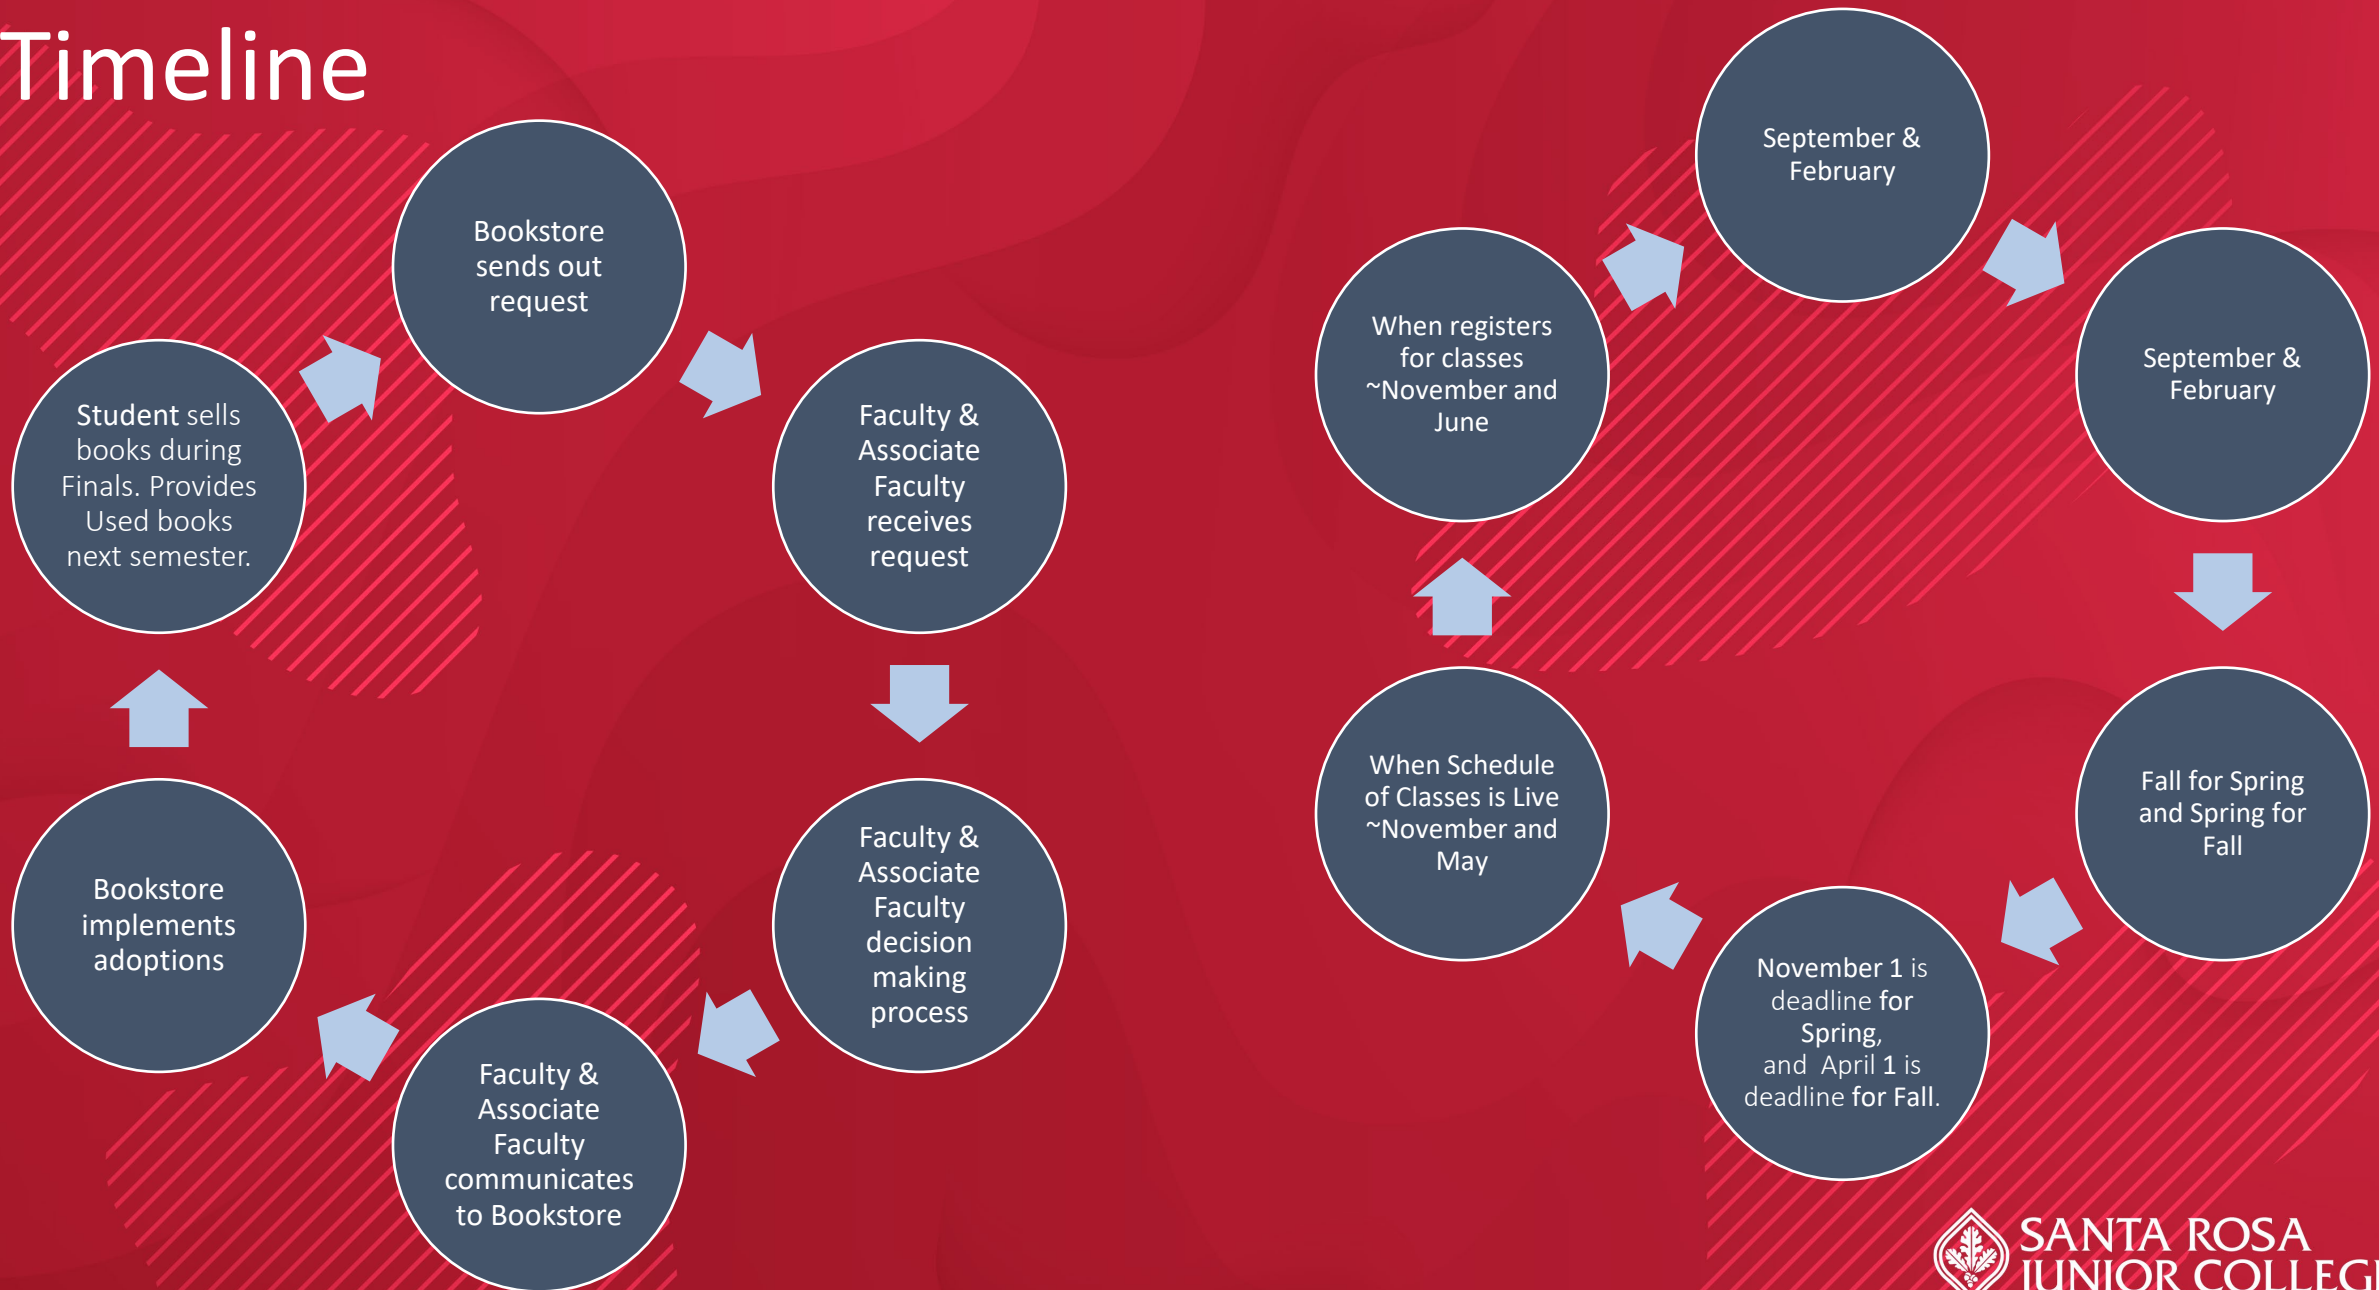 Timeline
Bookstore
sends out
request
Faculty &
Associate
Faculty
receives
request
Faculty &
Associate
Faculty
decision
making
process
Faculty &
Associate
Faculty
communicates
to Bookstore
Bookstore
implements
adoptions
Student sells
books during
Finals. Provides
Used books
next semester.
September &
February
September &
February
Fall for Spring
and Spring for
Fall
November 1 is
deadline for
Spring,
and April 1 is
deadline for Fall.
When Schedule
of Classes is Live
~November and
May
When registers
for classes
~November and
June
SANTA ROSA
JUNIOR COLLEG